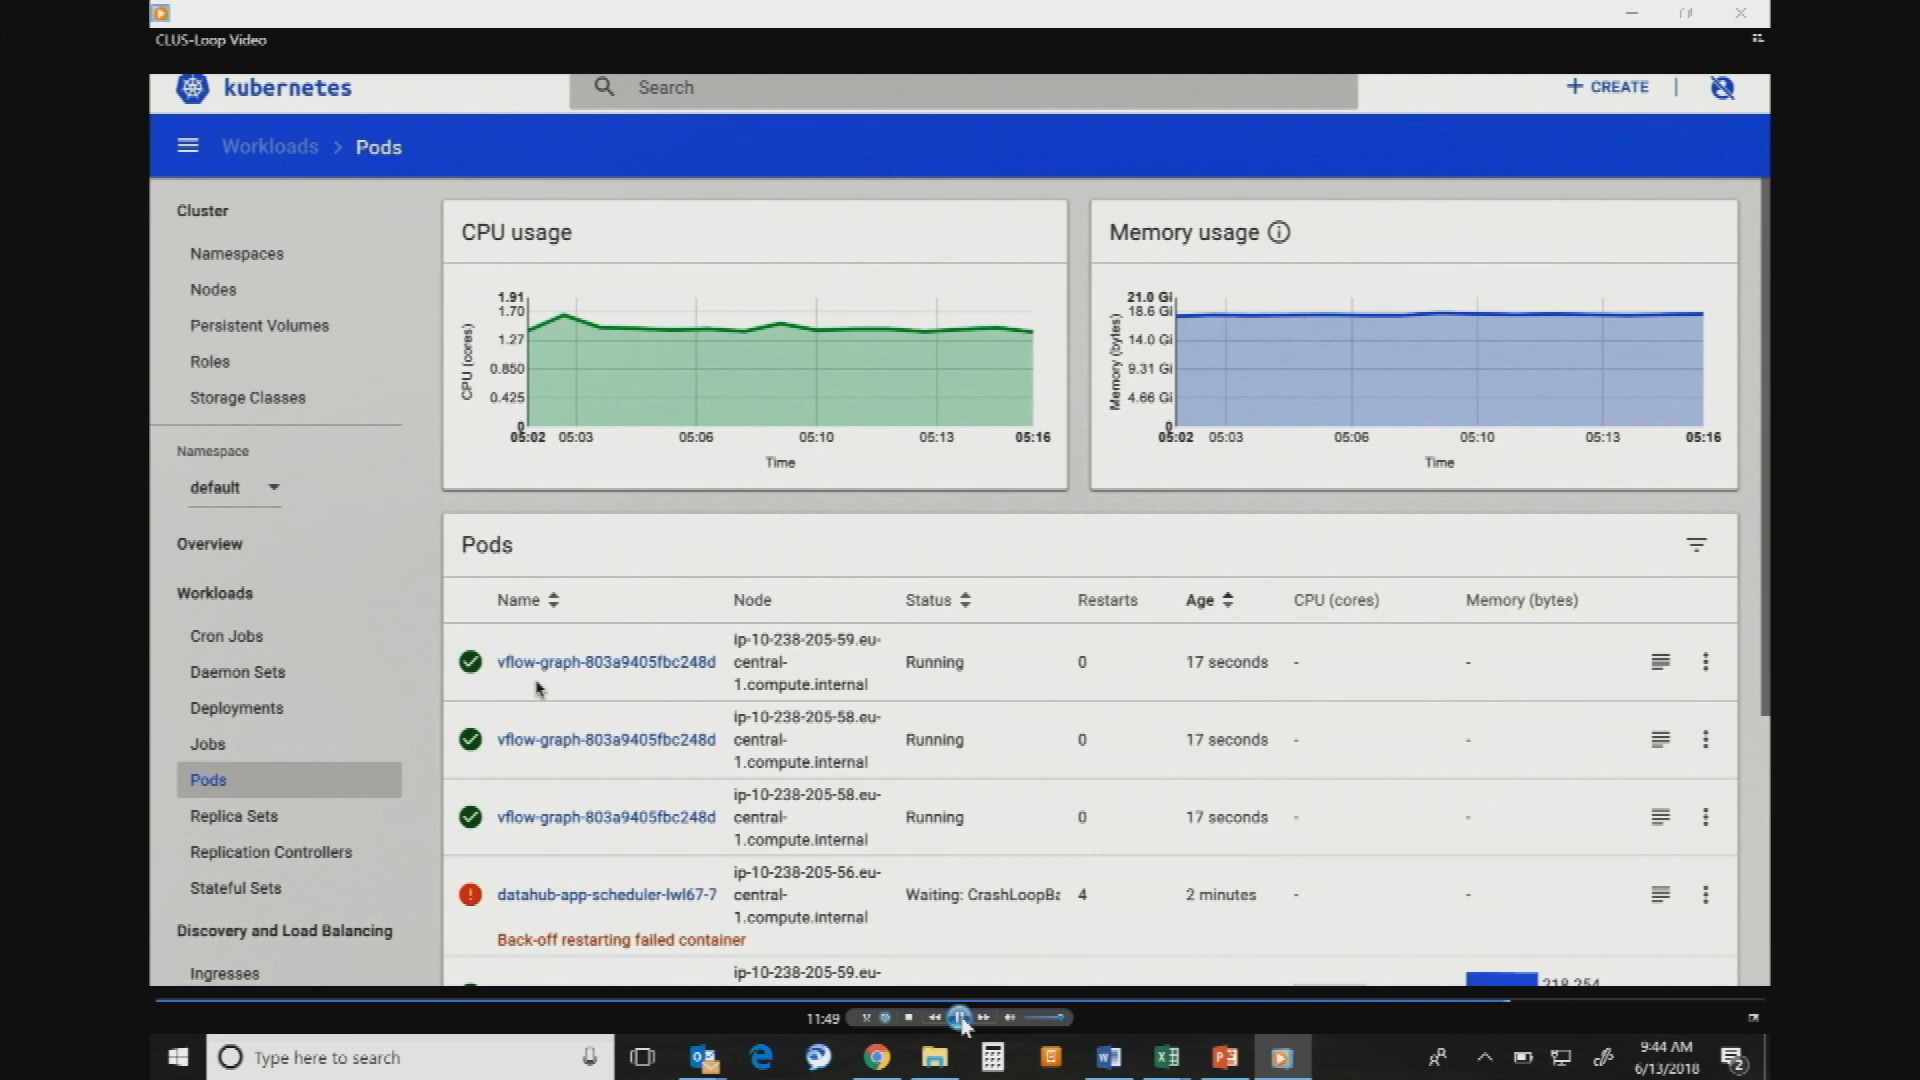 CLUS-Loop Video
kubernetes
Search
+ CREATE
Workloads > Pods
Cluster
Namespaces
Nodes
Persistent Volumes
Roles
Storage Classes
Namespace
default
Overview
Workloads
Cron Jobs
Daemon Sets
Deployments
Jobs
Pods
Replica Sets
Replication Controllers
Stateful Sets
Discovery and Load Balancing
Ingresses
CPU usage
CPU (cores)
1.91
1.70
1.27
0.850
0.425
0
05:02 05:03 05:06 05:10 05:13 05:16
Time
Memory usage
Memory (bytes)
21.0 Gi
18.6 Gi
14.0 Gi
9.31 Gi
4.66 Gi
0
05:02 05:03 05:06 05:10 05:13 05:16
Time
Pods
Name Node Status Restarts Age CPU (cores) Memory (bytes)
vflow-graph-803a9405fbc248d ip-10-238-205-59.eu-
central-
1.compute.internal Running 0 17 seconds - -
vflow-graph-803a9405fbc248d ip-10-238-205-58.eu-
central-
1.compute.internal Running 0 17 seconds - -
vflow-graph-803a9405fbc248d ip-10-238-205-58.eu-
central-
1.compute.internal Running 0 17 seconds - -
datahub-app-scheduler-lwl67-7 ip-10-238-205-56.eu-
central-
1.compute.internal Waiting: CrashLoopBa 4 2 minutes - -
Back-off restarting failed container
ip-10-238-205-59.eu-
218.254
11:49
Type here to search
9:44 AM
6/13/2018
2